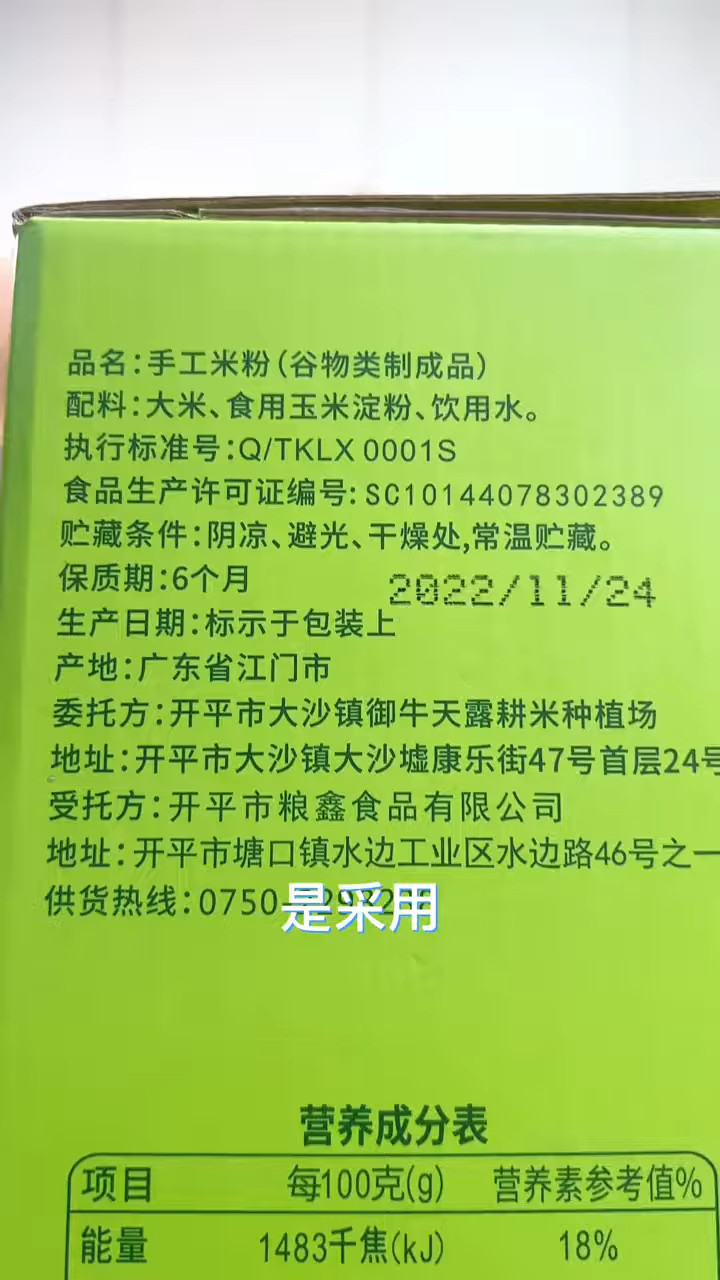 品名:手工米粉(谷物类制成品)
配料:大米、食用玉米淀粉、饮用水。
执行标准号:Q/TKLX 0001S
食品生产许可证编号:SC10144078302389
贮藏条件:阴凉、避光、干燥处,常温贮藏。
保质期:6个月
2022/11/24
生产日期:标示于包装上
产地:广东省江门市
委托方:开平市大沙镇御牛天露耕米种植场
地址:开平市大沙镇大沙墟康乐街47号首层24号
受托方:开平市粮鑫食品有限公司
地址:开平市塘口镇水边工业区水边路46号之一
供货热线:0750-
是采用
营养成分表
项目 每100克(g) 营养素参考值%
能量 1483千焦(kJ) 18%